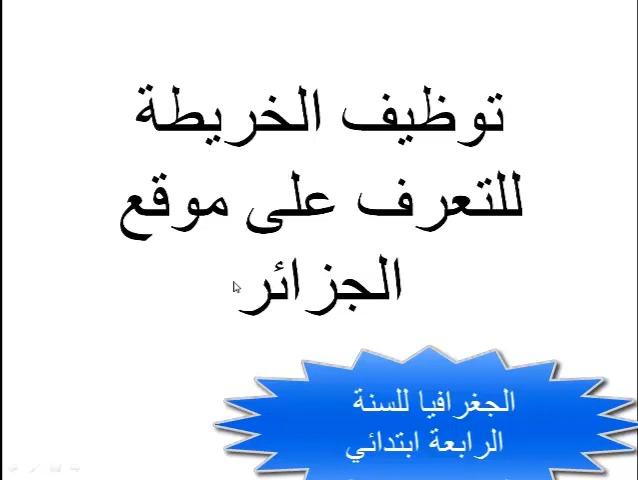 توظيف الخريطة
للتعرف على موقع
الجزائر
الجغرافيا للسنة
الرابعة ابتدائي